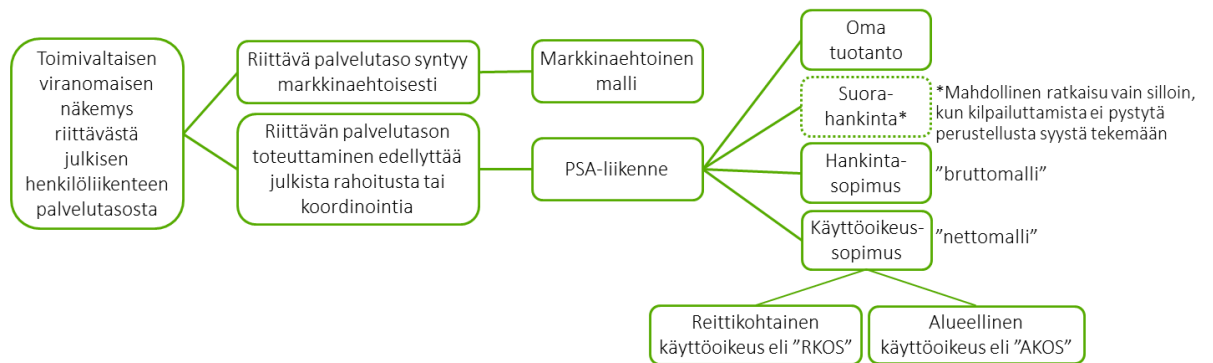 Toimivaltaisen
viranomaisen
näkemys
riittävästä
julkisen
henkilöliikenteen
palvelutasosta
Riittävä palvelutaso syntyy
markkinaehtoisesti
Markkinaehtoinen
malli
Riittävän palvelutason
toteuttaminen edellyttää
julkista rahoitusta tai
koordinointia
PSA-liikenne
Oma
tuotanto
Suora-
hankinta*
*Mahdollinen ratkaisu vain silloin,
kun kilpailuttamista ei pystytä
perustellusta syystä tekemään
Hankinta-
sopimus
”bruttomalli”
Käyttöoikeus-
sopimus
”nettomalli”
Reittikohtainen
käyttöoikeus eli ”RKOS”
Alueellinen
käyttöoikeus eli ”AKOS”